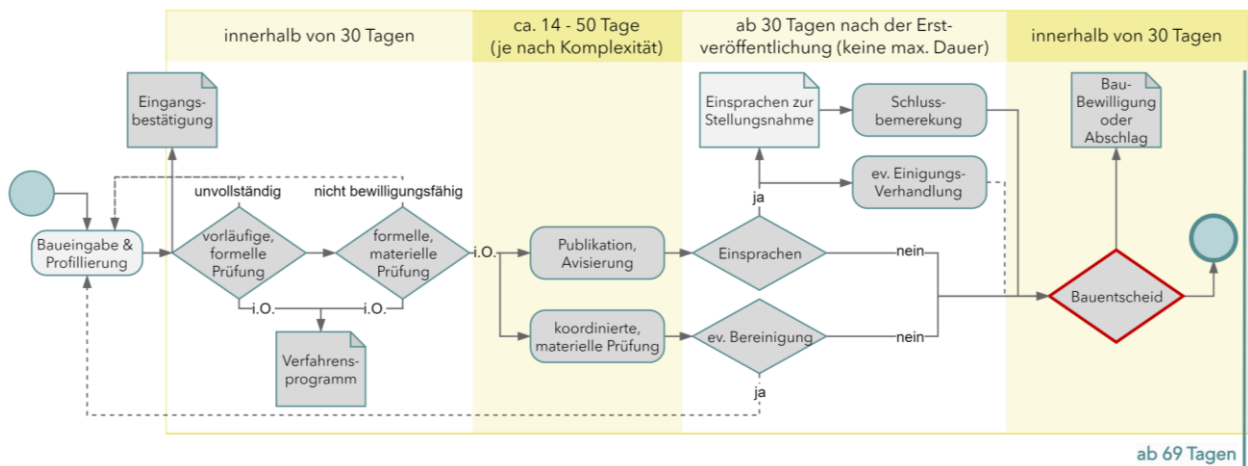 innerhalb von 30 Tagen
ca. 14 - 50 Tage
(je nach Komplexität)
ab 30 Tagen nach der Erst-
veröffentlichung (keine max. Dauer)
innerhalb von 30 Tagen
Eingangs-
bestätigung
Einsprachen zur
Stellungsnahme
Schluss-
bemerekung
Bau-
Bewilligung
oder
Abschlag
unvollständig
nicht bewilligungsfähig
ev. Einigungs-
Verhandlung
ja
Baueingabe &
Profillierung
vorläufige,
formelle
Prüfung
formelle,
materielle
Prüfung
i.O.
Publikation,
Avisierung
Einsprachen
nein
Bauentscheid
i.O.
i.O.
koordinierte,
materielle Prüfung
ev. Bereinigung
nein
Verfahrens-
programm
ja
ab 69 Tagen